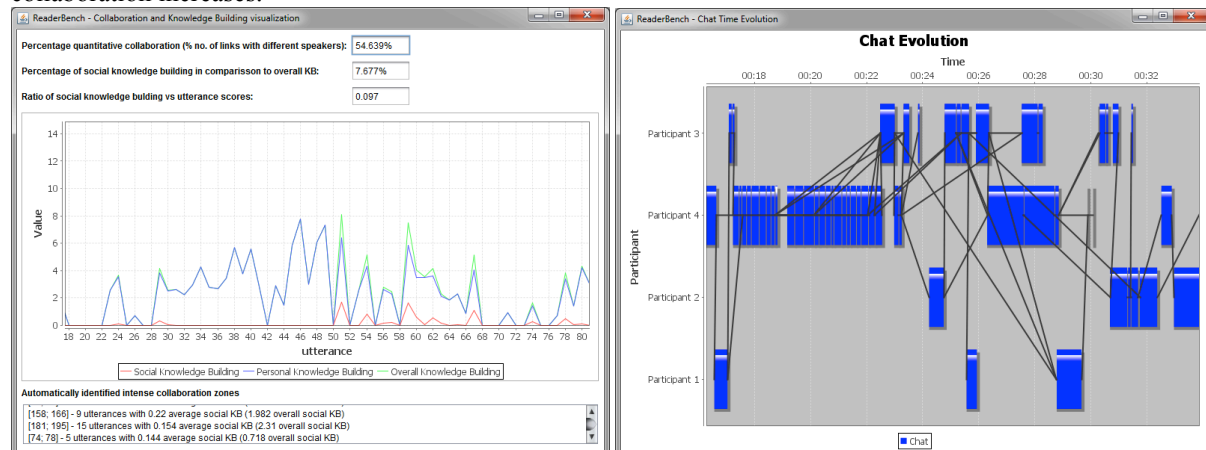 collaboration increases.
ReaderBench - Collaboration and Knowledge Building visualization
Percentage quantitative collaboration (% no. of links with different speakers): 54.639%
Percentage of social knowledge building in comparisson to overall KB: 7.677%
Ratio of social knowledge bulding vs utterance scores: 0.097
14
12
10
8
6
4
2
0
Value
18 20 22 24 26 28 30 32 34 36 38 40 42 44 46 48 50 52 54 56 58 60 62 64 66 68 70 72 74 76 78 80
utterance
Social Knowledge Building Personal Knowledge Building Overall Knowledge Building
Automatically identified intense collaboration zones
[158; 166] - 9 utterances with 0.22 average social KB (1.982 overall social KB)
[181; 195] - 15 utterances with 0.154 average social KB (2.31 overall social KB)
[74; 78] - 5 utterances with 0.144 average social KB (0.718 overall social KB)
ReaderBench - Chat Time Evolution
Chat Evolution
Time
00:18 00:20 00:22 00:24 00:26 00:28 00:30 00:32
participant
Participant 3
Participant 4
Participant 2
Participant 1
Chat